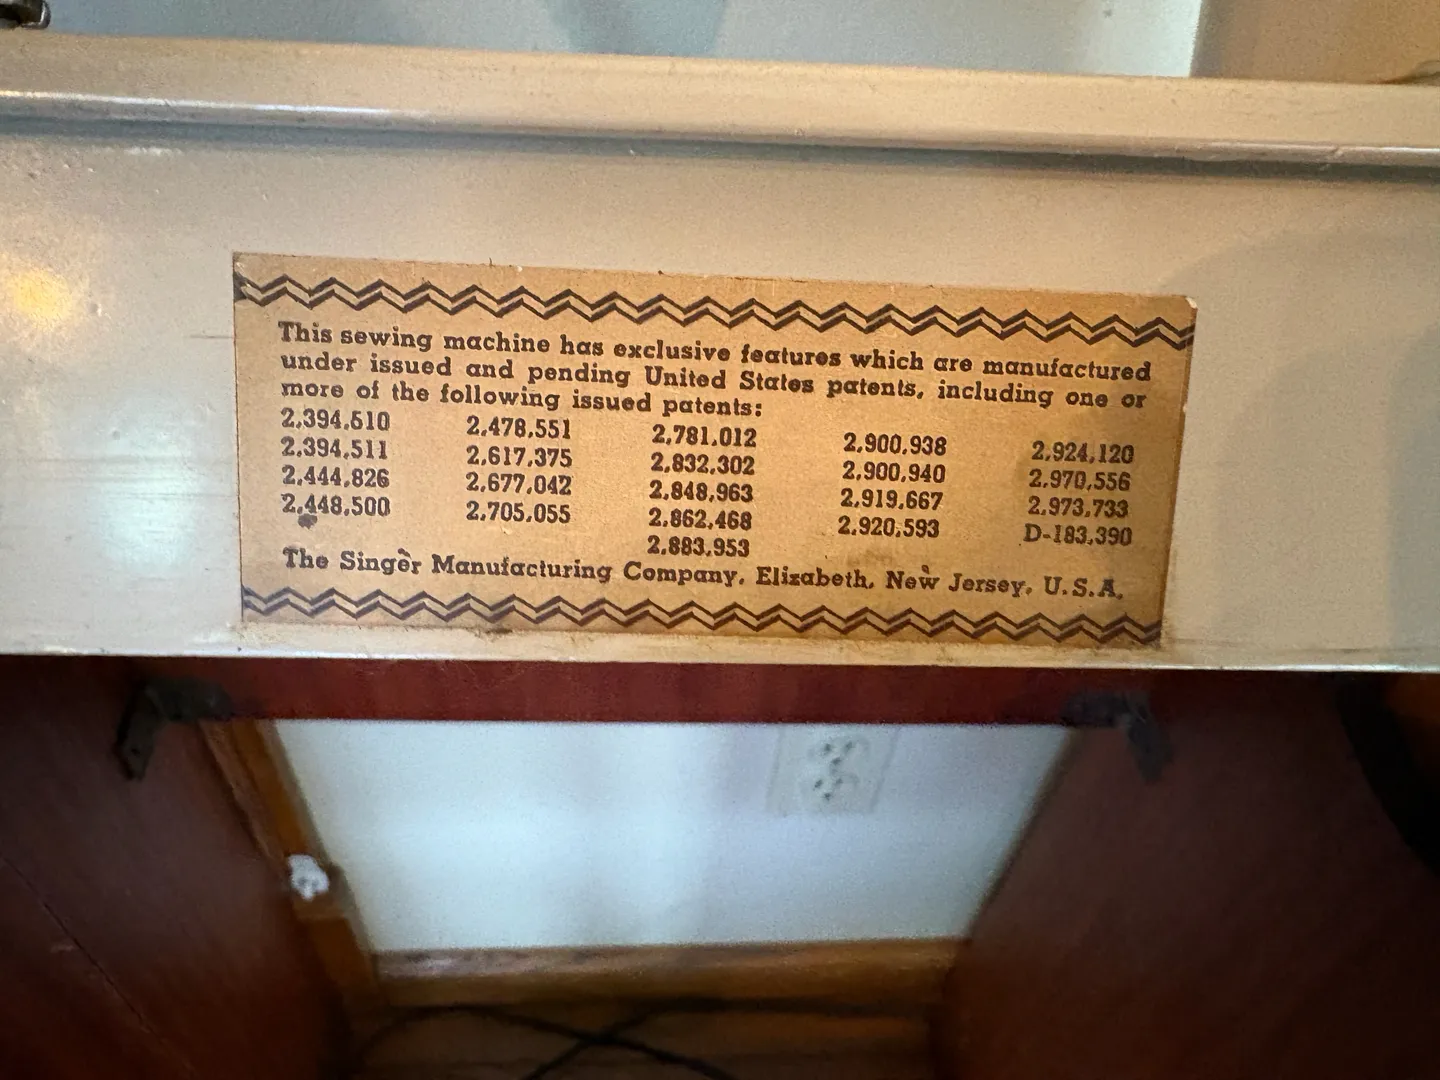 This sewing machine has exclusive features which are manufactured
under issued and pending United States patents, including one or
more of the following issued patents:
2,394,510 2,478,551 2,781,012 2,900,938 2,924,120
2,394,511 2,617,375 2,832,302 2,900,940 2,970,556
2,444,826 2,677,042 2,848,963 2,919,667 2,973,733
2,448,500 2,705,055 2,862,468 2,920,593 D-183,390
2,883,953
The Singer Manufacturing Company, Elizabeth, New Jersey, U.S.A.